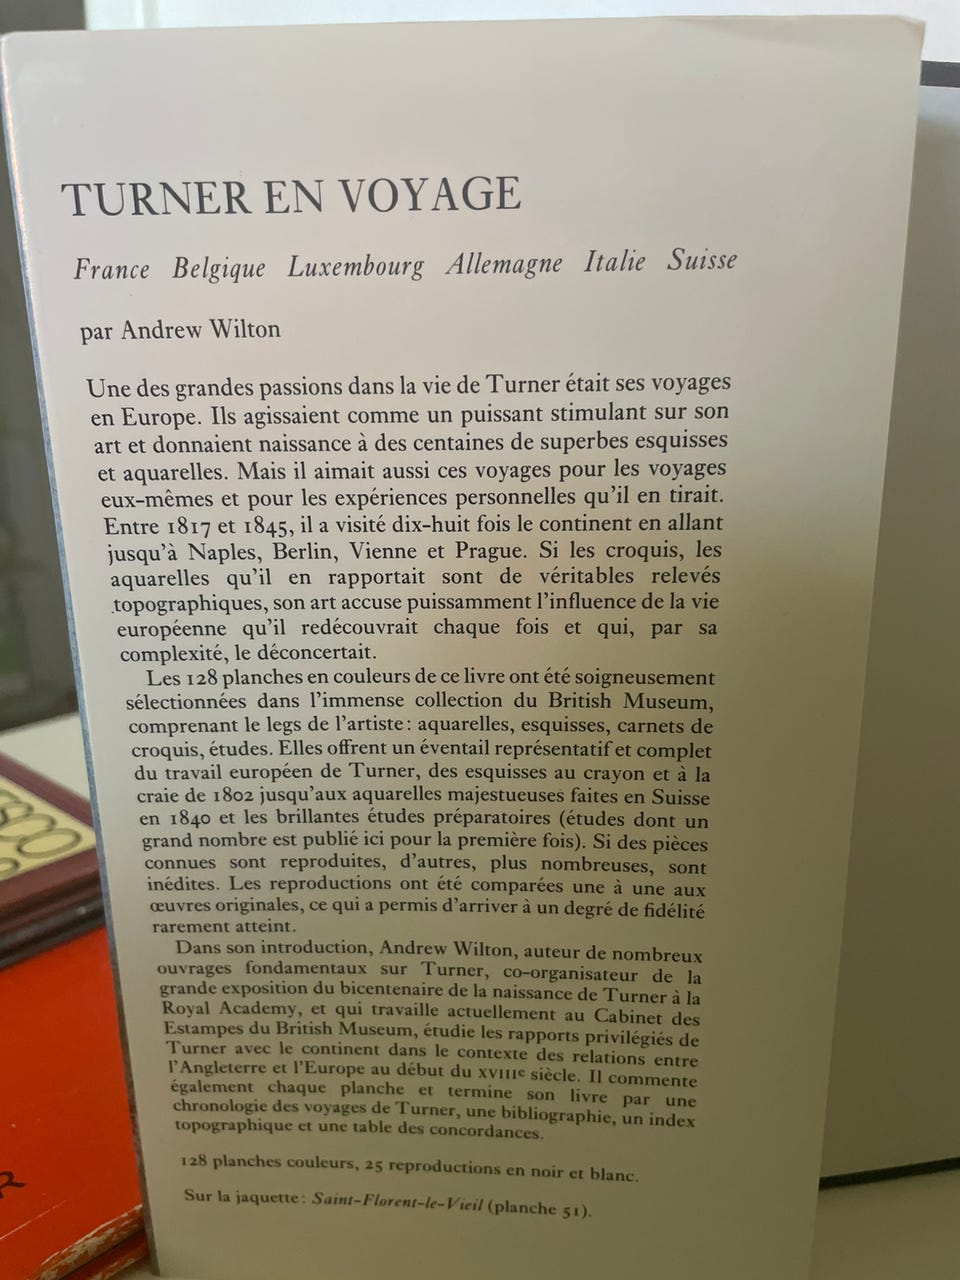 TURNER EN VOYAGE
France Belgique Luxembourg Allemagne Italie Suisse
par Andrew Wilton
Une des grandes passions dans la vie de Turner était ses voyages
en Europe. Ils agissaient comme un puissant stimulant sur son
art et donnaient naissance à des centaines de superbes esquisses
et aquarelles. Mais il aimait aussi ces voyages pour les voyages
eux-mêmes et pour les expériences personnelles qu'il en tirait.
Entre 1817 et 1845, il a visité dix-huit fois le continent en allant
jusqu'à Naples, Berlin, Vienne et Prague. Si les croquis, les
aquarelles qu'il en rapportait sont de véritables relevés
topographiques, son art accuse puissamment l'influence de la vie
européenne qu'il redécouvrait chaque fois et qui, par sa
complexité, le déconcertait.
Les 128 planches en couleurs de ce livre ont été soigneusement
sélectionnées dans l'immense collection du British Museum,
comprenant le legs de l'artiste : aquarelles, esquisses, carnets de
croquis, études. Elles offrent un éventail représentatif et complet
du travail européen de Turner, des esquisses au crayon et à la
craie de 1802 jusqu'aux aquarelles majestueuses faites en Suisse
en 1840 et les brillantes études préparatoires (études dont un
grand nombre est publié ici pour la première fois). Si des pièces
connues sont reproduites, d'autres, plus nombreuses, sont
inédites. Les reproductions ont été comparées une à une aux
œuvres originales, ce qui a permis d'arriver à un degré de fidélité
rarement atteint.
Dans son introduction, Andrew Wilton, auteur de nombreux
ouvrages fondamentaux sur Turner, co-organisateur de la
grande exposition du bicentenaire de la naissance de Turner à la
Royal Academy, et qui travaille actuellement au Cabinet des
Estampes du British Museum, étudie les rapports privilégiés de
Turner avec le continent dans le contexte des relations entre
l'Angleterre et l'Europe au début du XVIIIe siècle. Il commente
également chaque planche et termine son livre par une
chronologie des voyages de Turner, une bibliographie, un index
topographique et une table des concordances.
128 planches couleurs, 25 reproductions en noir et blanc.
Sur la jaquette : Saint-Florent-le-Vieil (planche 51).